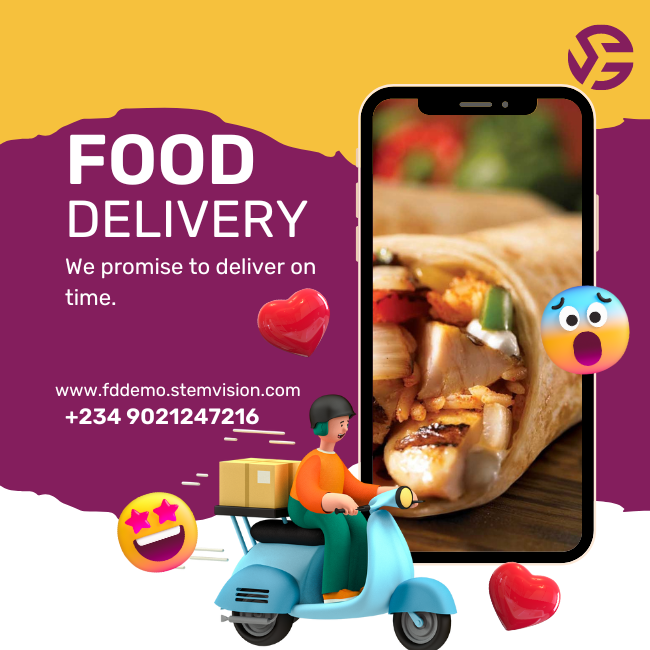 FOOD
DELIVERY
We promise to deliver on
time.
www.fddemo.stemvision.com
+234 9021247216